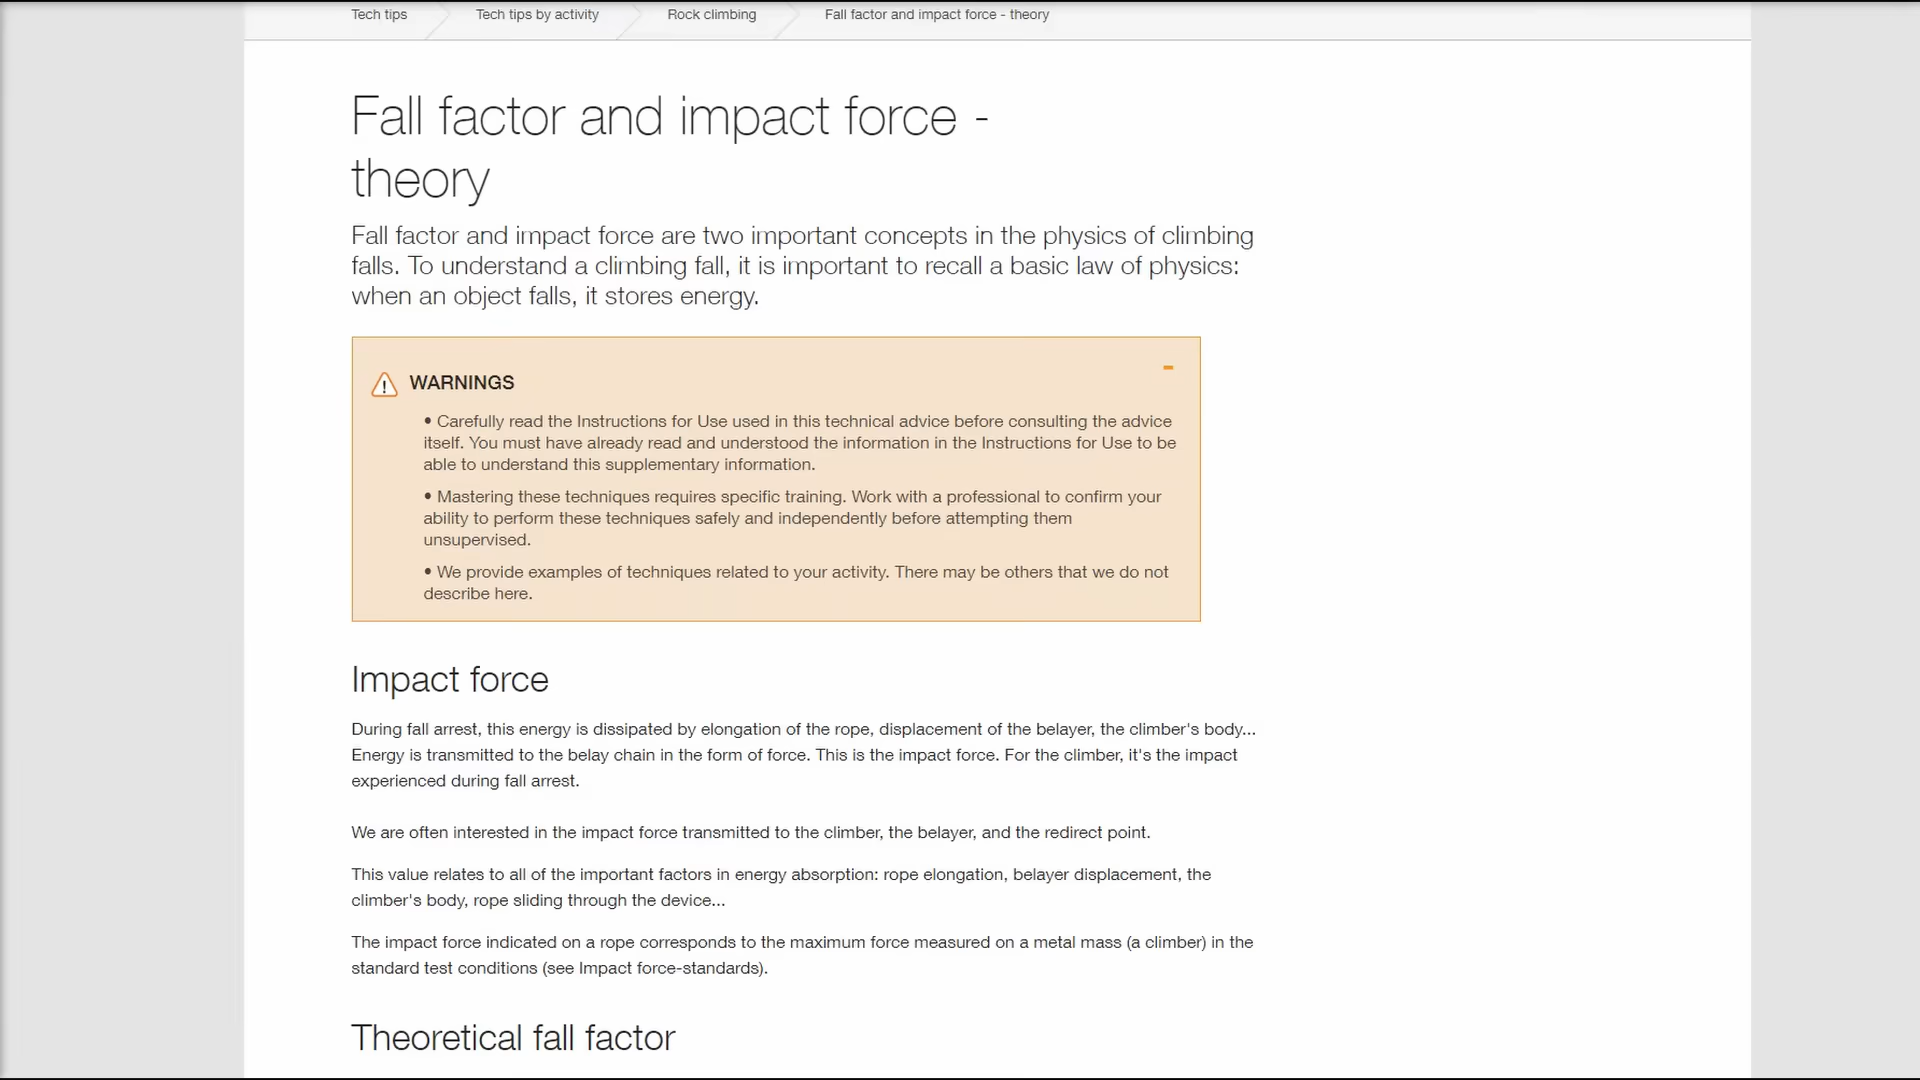 Tech tips
Tech tips by activity
Rock climbing
Fall factor and impact force - theory
Fall factor and impact force -
theory
Fall factor and impact force are two important concepts in the physics of climbing
falls. To understand a climbing fall, it is important to recall a basic law of physics:
when an object falls, it stores energy.
WARNINGS
• Carefully read the Instructions for Use used in this technical advice before consulting the advice
itself. You must have already read and understood the information in the Instructions for Use to be
able to understand this supplementary information.
• Mastering these techniques requires specific training. Work with a professional to confirm your
ability to perform these techniques safely and independently before attempting them
unsupervised.
• We provide examples of techniques related to your activity. There may be others that we do not
describe here.
Impact force
During fall arrest, this energy is dissipated by elongation of the rope, displacement of the belayer, the climber's body...
Energy is transmitted to the belay chain in the form of force. This is the impact force. For the climber, it's the impact
experienced during fall arrest.
We are often interested in the impact force transmitted to the climber, the belayer, and the redirect point.
This value relates to all of the important factors in energy absorption: rope elongation, belayer displacement, the
climber's body, rope sliding through the device...
The impact force indicated on a rope corresponds to the maximum force measured on a metal mass (a climber) in the
standard test conditions (see Impact force-standards).
Theoretical fall factor